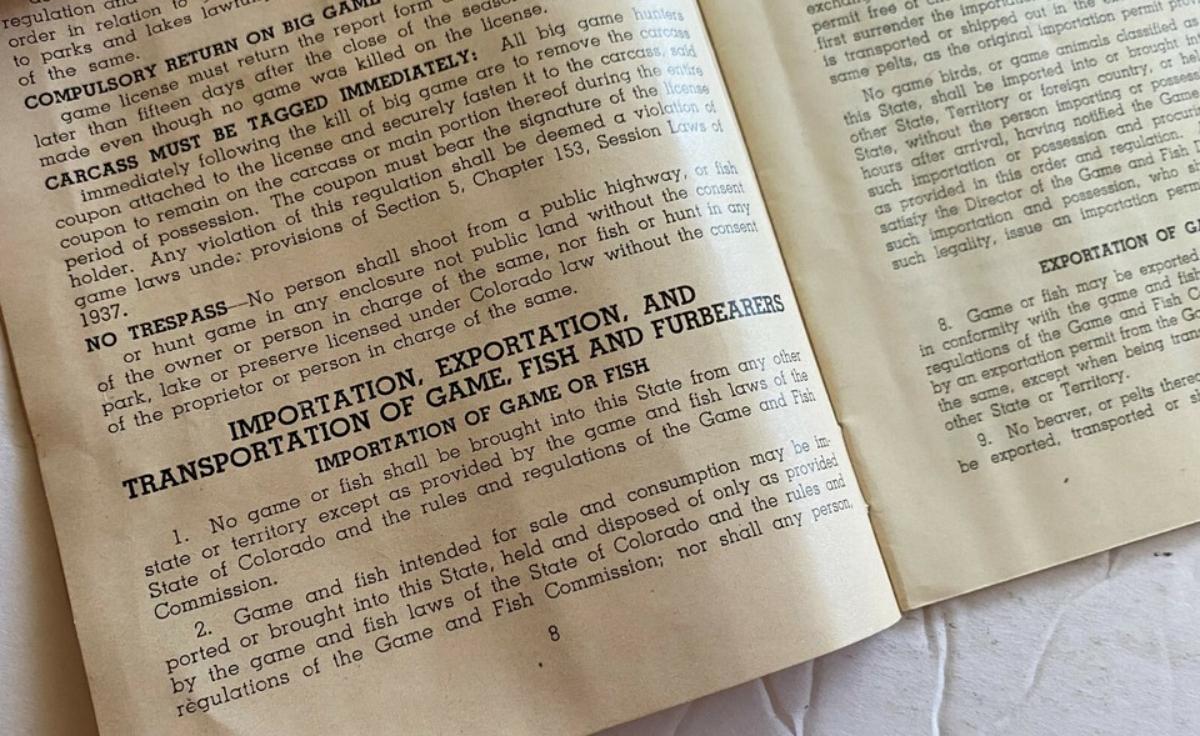 regulation and
order in relation to
to parks and lakes lawfu
of the same.
COMPULSORY RETURN ON BIG GAME
game license must return the report form
later than fifteen days after the close of the seaso
made even though no game was killed on the license.
CARCASS MUST BE TAGGED IMMEDIATELY: All big game hunters
immediately following the kill of big game are to remove the carcass
coupon attached to the license and securely fasten it to the carcass, said
coupon to remain on the carcass or main portion thereof during the entire
period of possession. The coupon must bear the signature of the license
holder. Any violation of this regulation shall be deemed a violation of
game laws unde: provisions of Section 5, Chapter 153, Session Laws of
1937.
NO TRESPASS—No person shall shoot from a public highway, or fish
or hunt game in any enclosure not public land without the consent
of the owner or person in charge of the same, nor fish or hunt in any
park, lake or preserve licensed under Colorado law without the consent
of the proprietor or person in charge of the same.
IMPORTATION, EXPORTATION, AND
TRANSPORTATION OF GAME, FISH AND FURBEARERS
IMPORTATION OF GAME OR FISH
1. No game or fish shall be brought into this State from any other
state or territory except as provided by the game and fish laws of the
State of Colorado and the rules and regulations of the Game and Fish
Commission.
2. Game and fish intended for sale and consumption may be im-
ported or brought into this State, held and disposed of only as provided
by the game and fish laws of the State of Colorado and the rules and
regulations of the Game and Fish Commission; nor shall any person,
8
permit free of
first surrender the importa
is transported or shipped out in the
same pelts, as the original importation permit pro
No game birds, or game animals classified a
this State, shall be imported into or brought in
other State, Territory or foreign country, or he
State, without the person importing or posses
hours after arrival, having notified the Game
such importation or possession and procur
as provided in this order and regulation.
satisfy the Director of the Game and Fish D
such importation and possession, who s
such legality, issue an importation perm
EXPORTATION OF GA
8. Game or fish may be exported
in conformity with the game and fish
regulations of the Game and Fish C
by an exportation permit from the Ga
the same, except when being tran
other State or Territory.
9. No beaver, or pelts there
be exported, transported or s